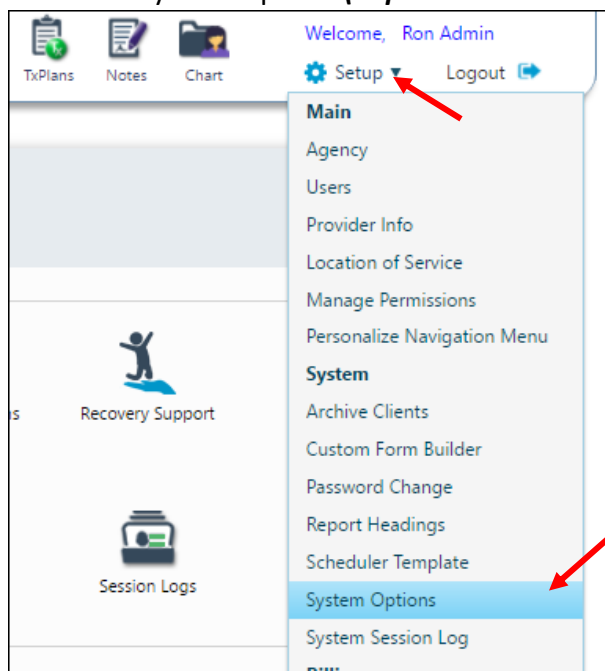 Welcome, Ron Admin
TxPlans Notes Chart
Setup Logout
Main
Agency
Users
Provider Info
Location of Service
Manage Permissions
Personalize Navigation Menu
System
Archive Clients
Recovery Support
Custom Form Builder
Password Change
Report Headings
Scheduler Template
Session Logs
System Options
System Session Log